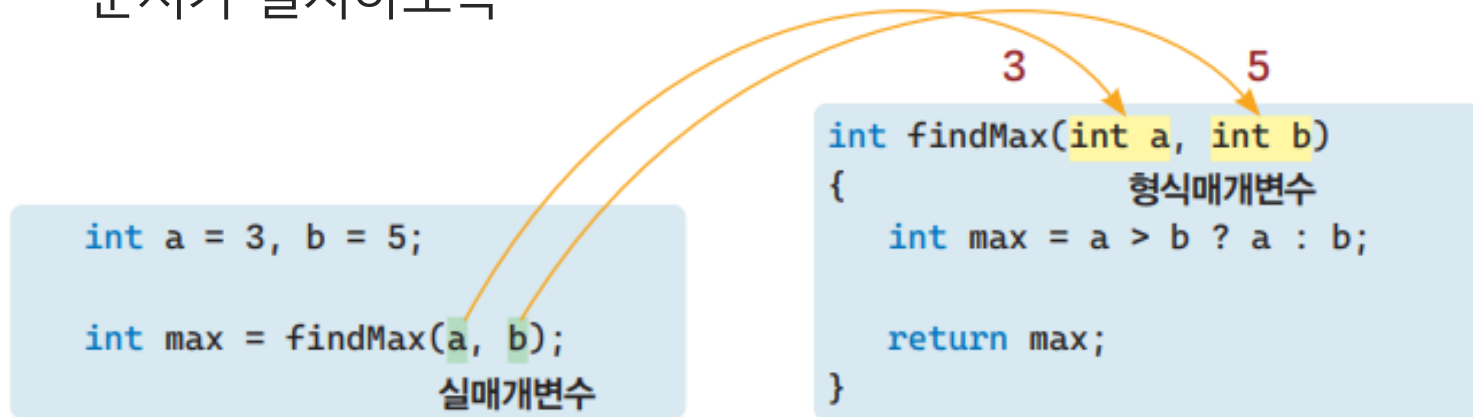 3 5
int findMax(int a, int b)
{
형식매개변수
int max = a > b ? a : b;
return max;
}
int a = 3, b = 5;
int max = findMax(a, b);
실매개변수